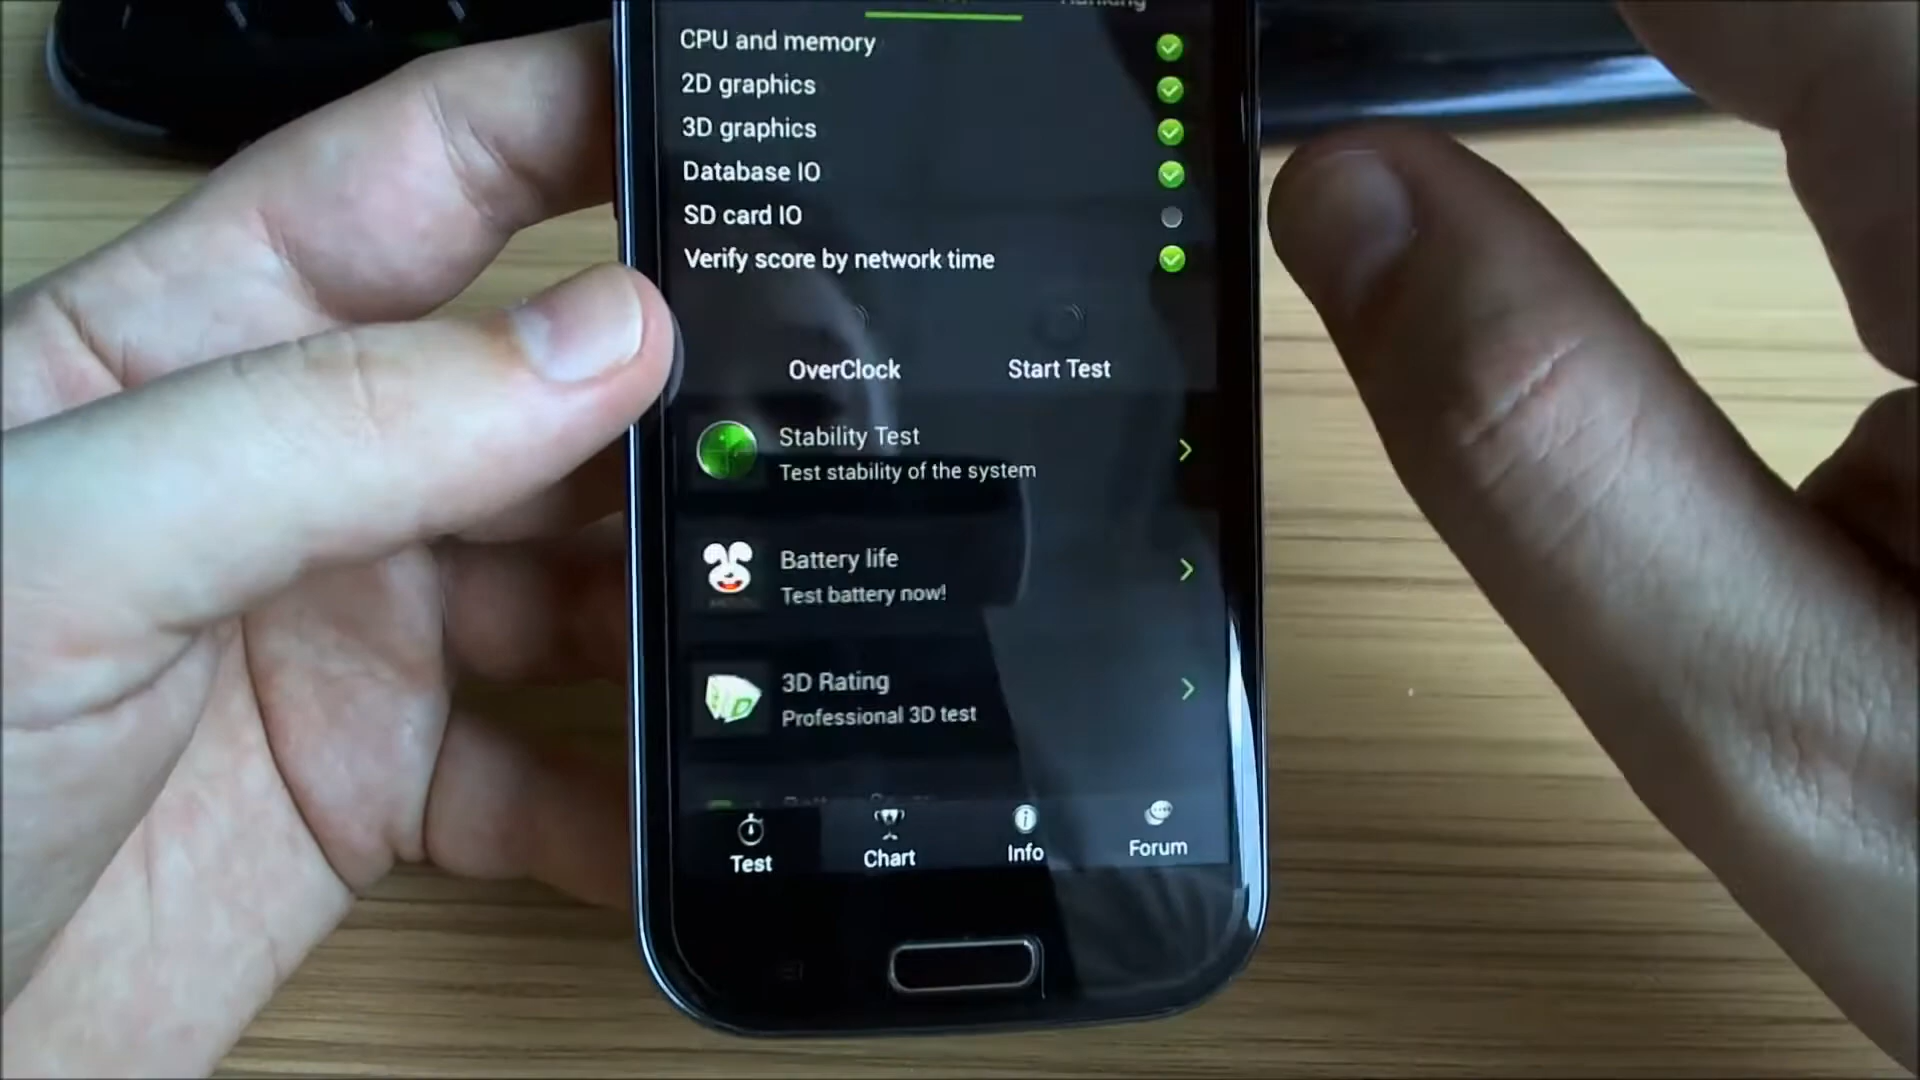 CPU and memory
2D graphics
3D graphics
Database IO
SD card IO
Verify score by network time
OverClock
Start Test
Stability Test
Test stability of the system
Battery life
Test battery now!
3D Rating
Professional 3D test
Test
Chart
Info
Forum